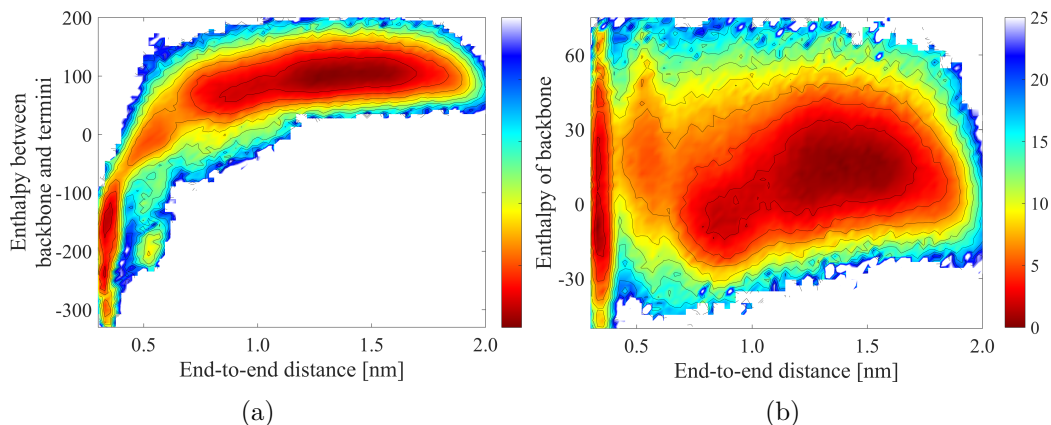 200
150
100
50
0
-100
-200
-300
Enthalpy between
backbone and termini
0.5 1.0 1.5 2.0
End-to-end distance [nm]
(a)
60
30
0
-30
Enthalpy of backbone
0.5 1.0 1.5 2.0
End-to-end distance [nm]
(b)
25
20
15
10
5
0